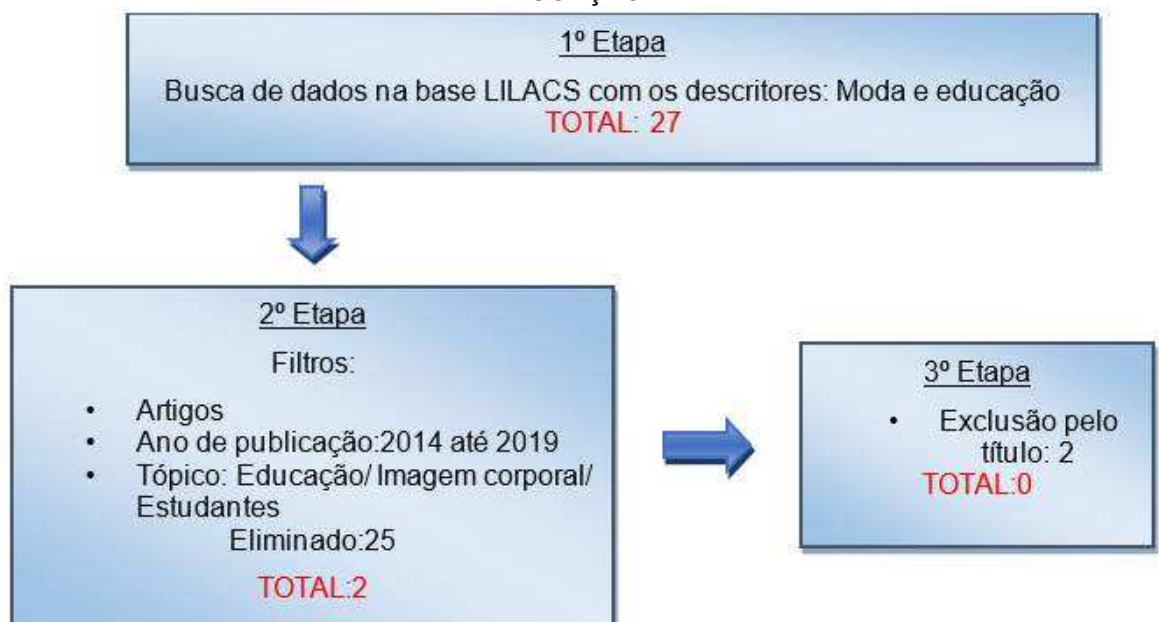 1º Etapa
Busca de dados na base LILACS com os descritores: Moda e educação
TOTAL: 27
2º Etapa
Filtros:
• Artigos
• Ano de publicação:2014 até 2019
• Tópico: Educação/ Imagem corporal/
Estudantes
Eliminado:25
TOTAL:2
3º Etapa
• Exclusão pelo
título: 2
TOTAL:0